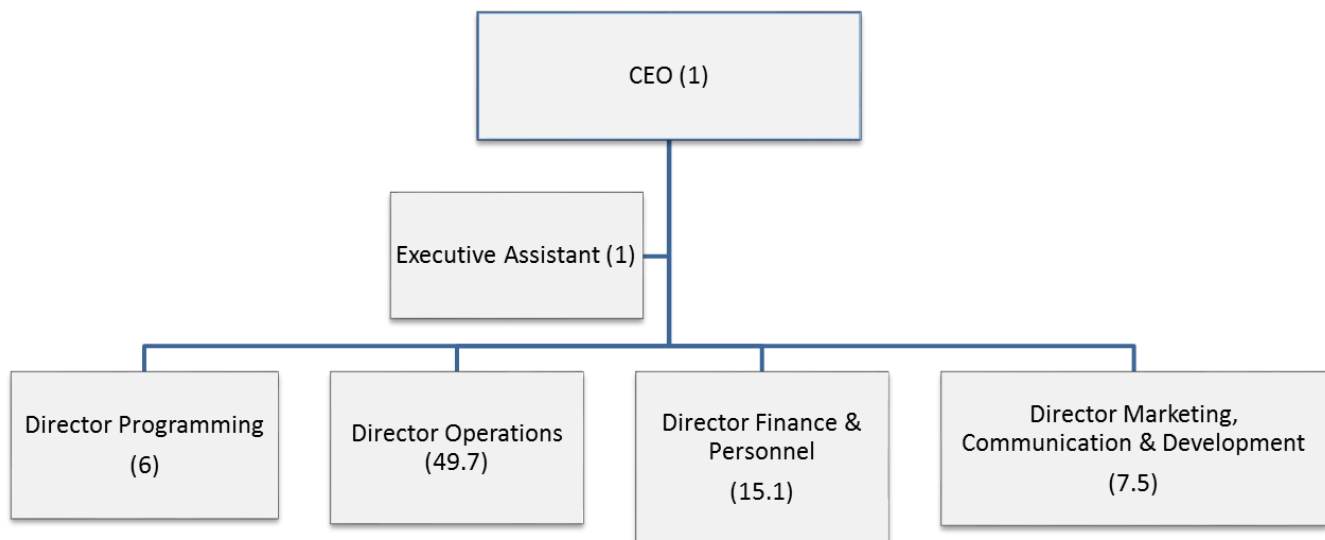 CEO (1)
Executive Assistant (1)
Director Programming
(6)
Director Operations
(49.7)
Director Finance &
Personnel
(15.1)
Director Marketing,
Communication & Development
(7.5)